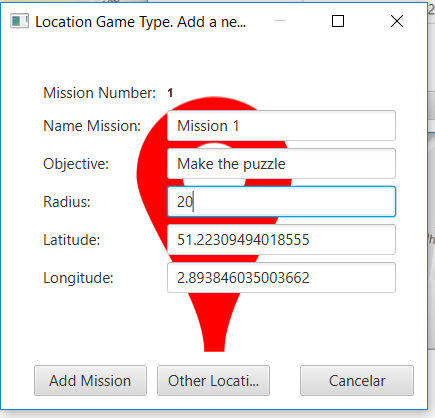 Location Game Type. Add a ne...
Mission Number: 1
Name Mission: Mission 1
Objective: Make the puzzle
Radius: 20
Latitude: 51.22309494018555
Longitude: 2.893846035003662
Add Mission Other Locati... Cancelar